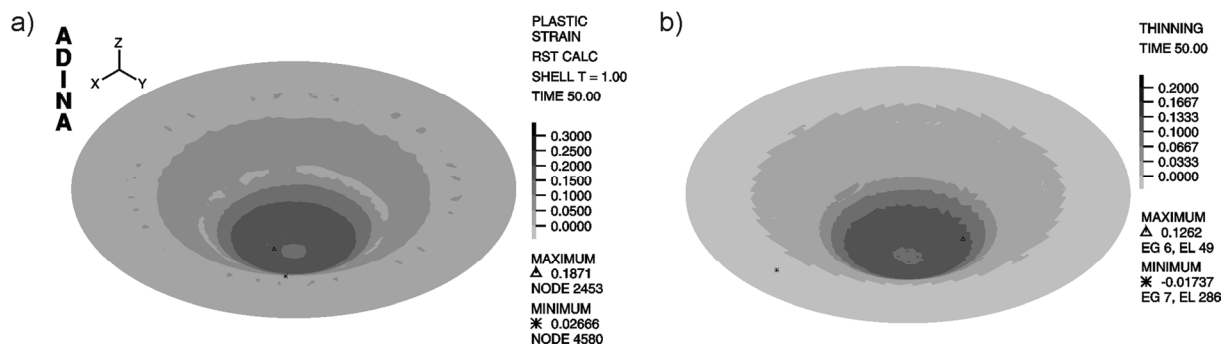 a)
ADINA
Z
X Y
PLASTIC
STRAIN
RST CALC
SHELL T = 1.00
TIME 50.00
0.3000
0.2500
0.2000
0.1500
0.1000
0.0500
0.0000
MAXIMUM
△ 0.1871
NODE 2453
MINIMUM
✳ 0.02666
NODE 4580
b)
THINNING
TIME 50.00
0.2000
0.1667
0.1333
0.1000
0.0667
0.0333
0.0000
MAXIMUM
△ 0.1262
EG 6, EL 49
MINIMUM
✳ -0.01737
EG 7, EL 286